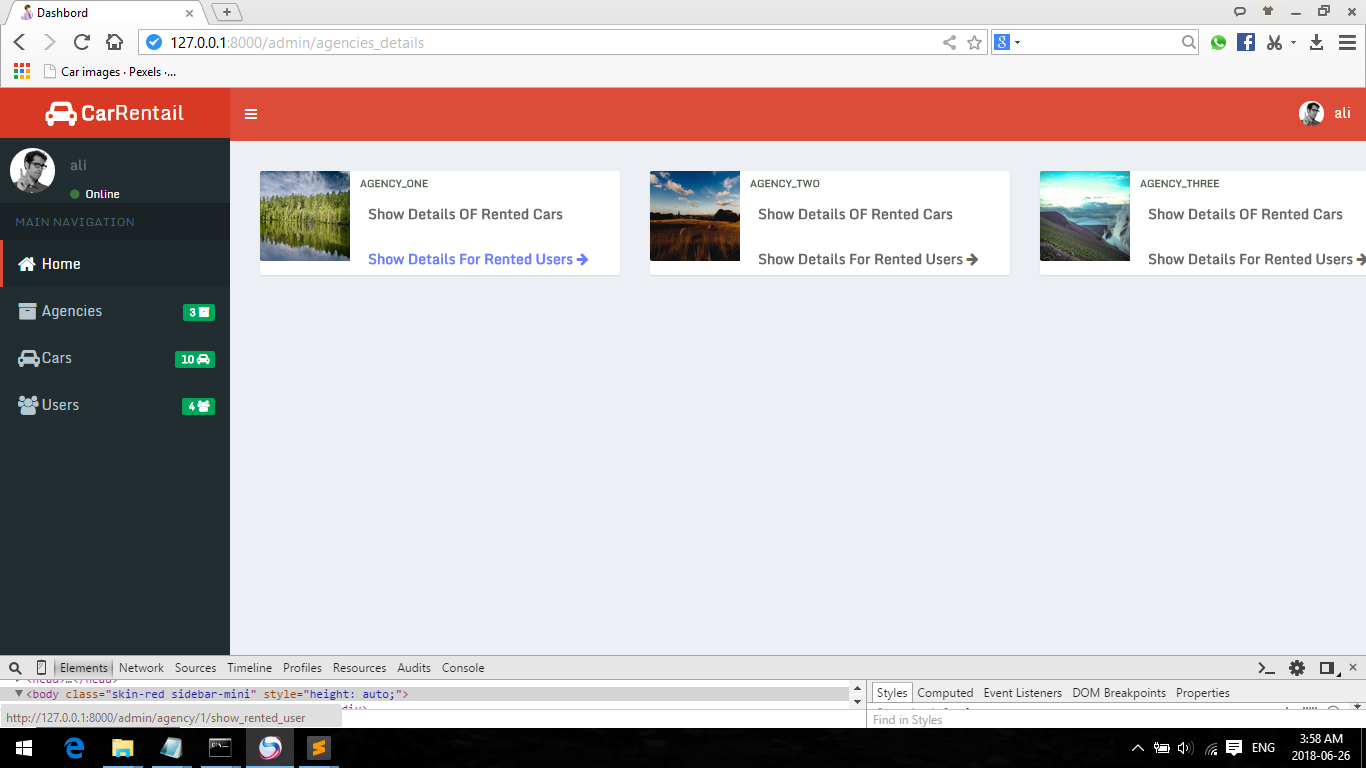 Dashbord
127.0.0.1:8000/admin/agencies_details
Car images · Pexels ·...
CarRentail
ali
ali
Online
MAIN NAVIGATION
Home
Agencies 3
Cars 10
Users 4
AGENCY_ONE
Show Details OF Rented Cars
Show Details For Rented Users
AGENCY_TWO
Show Details OF Rented Cars
Show Details For Rented Users
AGENCY_THREE
Show Details OF Rented Cars
Show Details For Rented Users
Elements Network Sources Timeline Profiles Resources Audits Console
<head>…</head>
<body class="skin-red sidebar-mini" style="height: auto;">
Styles Computed Event Listeners DOM Breakpoints Properties
Find in Styles
http://127.0.0.1:8000/admin/agency/1/show_rented_user
ENG
3:58 AM
2018-06-26